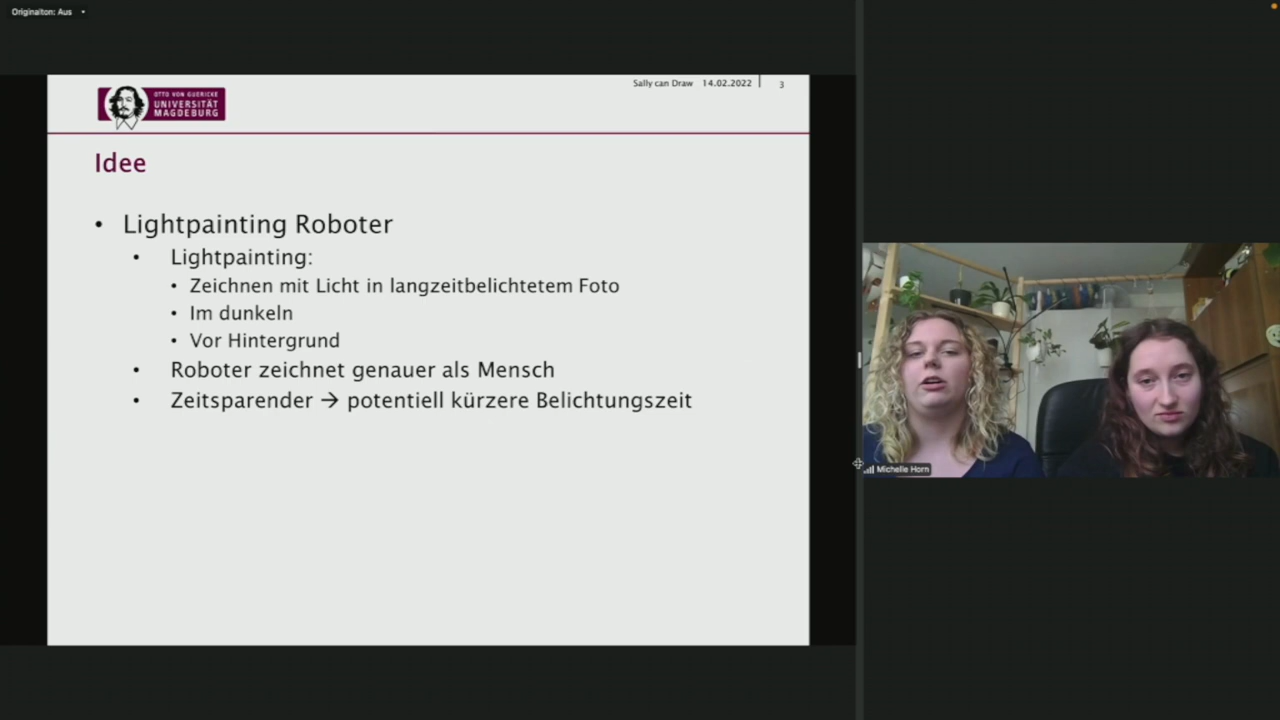 Originalton: Aus
Sally can Draw 14.02.2022 3
OTTO VON GUERICKE
UNIVERSITÄT
MAGDEBURG
Idee
• Lightpainting Roboter
• Lightpainting:
• Zeichnen mit Licht in langzeitbelichtetem Foto
• Im dunkeln
• Vor Hintergrund
• Roboter zeichnet genauer als Mensch
• Zeitsparender → potentiell kürzere Belichtungszeit
Michelle Horn